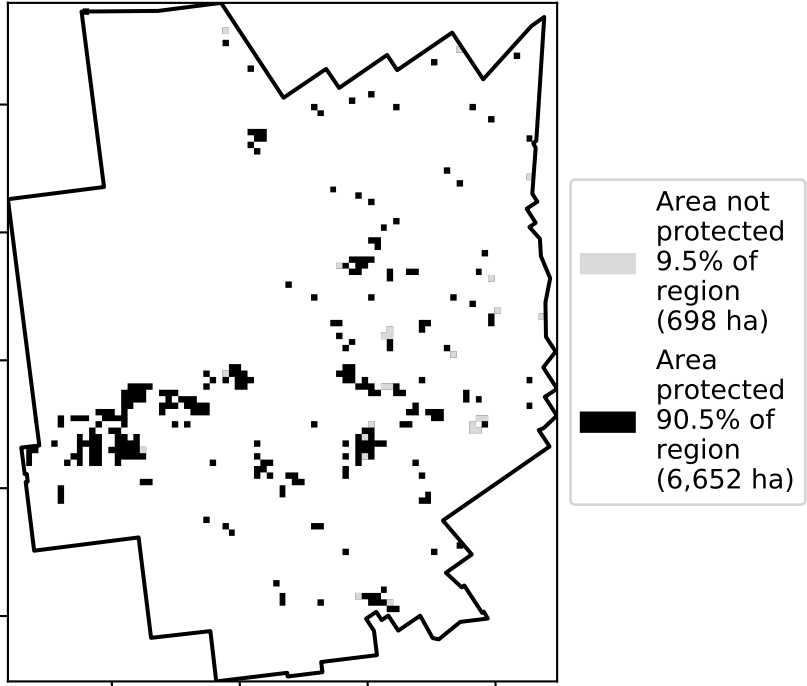 Area not
protected
9.5% of
region
(698 ha)
Area
protected
90.5% of
region
(6,652 ha)